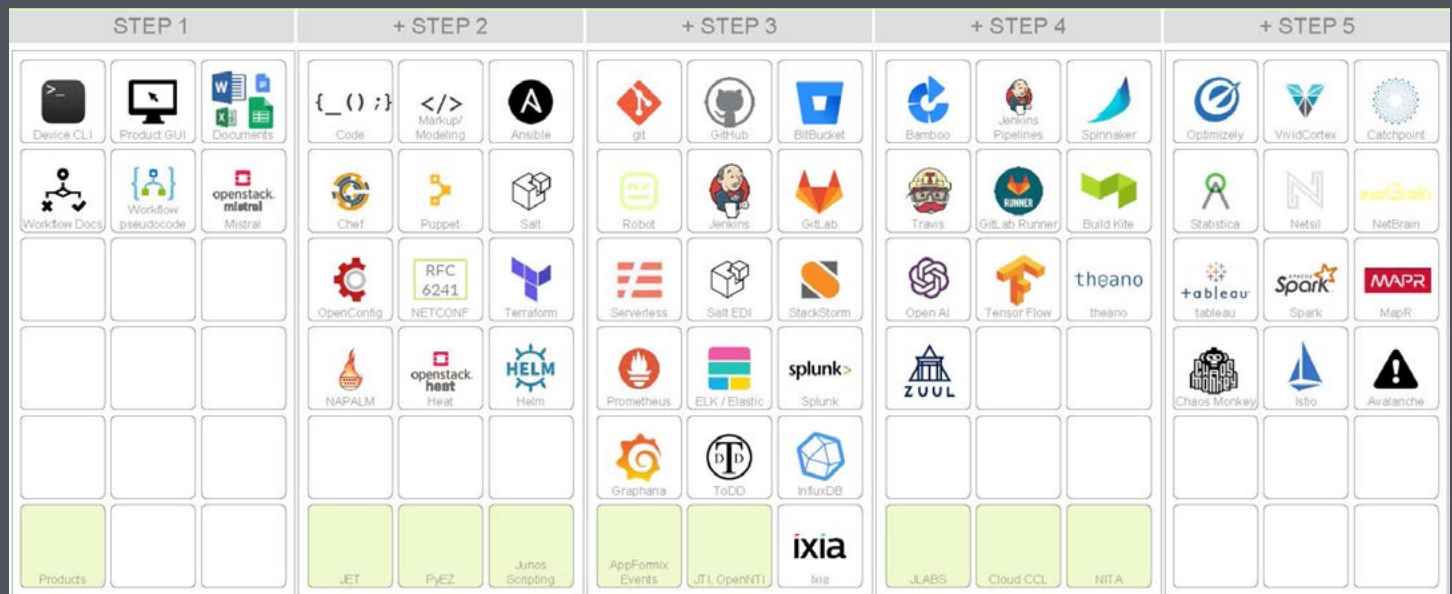 STEP 1
+ STEP 2
+ STEP 3
+ STEP 4
+ STEP 5
>_
Device CLI
Product GUI
W
X
Documents
{_();}
Code
</>
Markup/
Modeling
A
Ansible
git
GitHub
BitBucket
Bamboo
Jenkins
Pipelines
Spinnaker
Optimizely
VividCortex
Catchpoint
Workflow Docs
Workflow
pseudocode
openstack.
mistral
Mistral
Chef
Puppet
Salt
Robot
Jenkins
GitLab
T
Travis
RUNNER
GitLab Runner
Build Kite
Statistica
N
Netsil
NetBrain
NetBrain
OpenConfig
RFC
6241
NETCONF
Terraform
Serverless
Salt EDI
StackStorm
Open AI
Tensor Flow
theano
theano
+ableau
tableau
APACHE
Spark
Spark
MAPR
MapR
NAPALM
openstack.
heat
Heat
HELM
Helm
Prometheus
ELK / Elastic
splunk>
Splunk
ZUUL
CHAOS
MONKEY
Chaos Monkey
Istio
Avalanche
Graphana
T
D D
ToDD
InfluxDB
Products
JET
PyEZ
Junos
Scripting
AppFormix
Events
JTI, OpenNTI
ixia
Ixia
JLABS
Cloud CCL
NITA